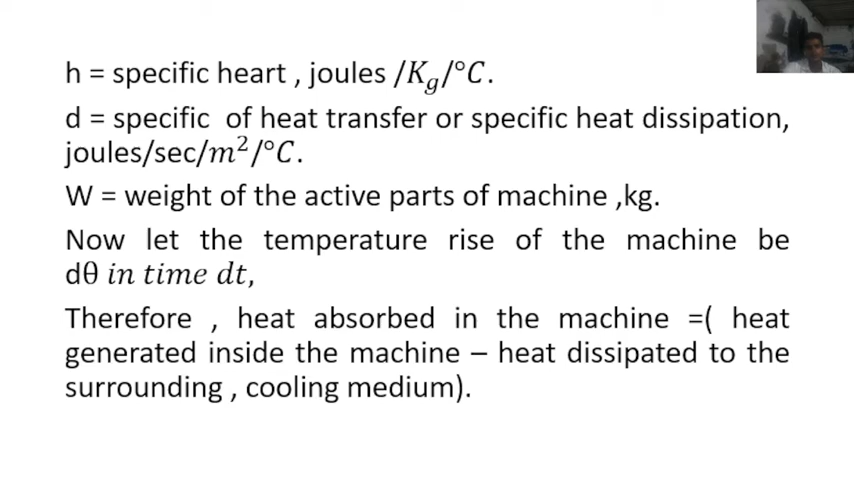 h = specific heart , joules /K_g/°C.
d = specific of heat transfer or specific heat dissipation,
joules/sec/m²/°C.
W = weight of the active parts of machine ,kg.
Now let the temperature rise of the machine be
dθ in time dt,
Therefore , heat absorbed in the machine =( heat
generated inside the machine – heat dissipated to the
surrounding , cooling medium).